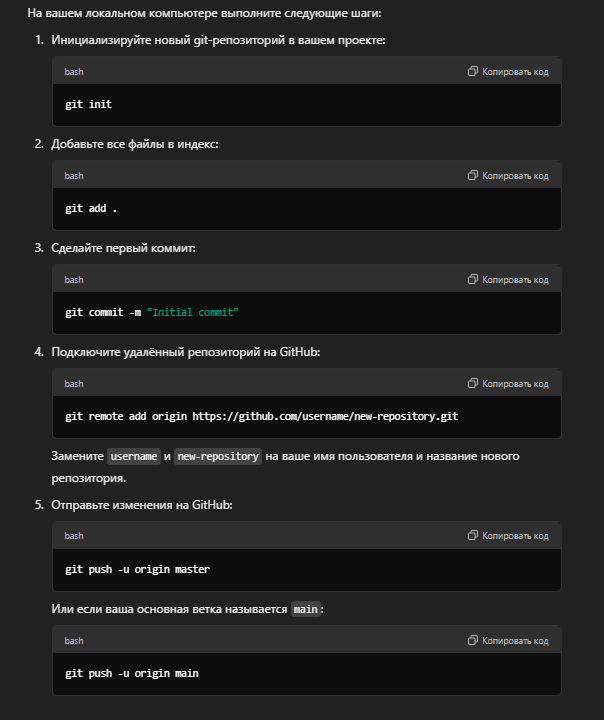 На вашем локальном компьютере выполните следующие шаги:
1. Инициализируйте новый git-репозиторий в вашем проекте:
bash Копировать код
git init
2. Добавьте все файлы в индекс:
bash Копировать код
git add .
3. Сделайте первый коммит:
bash Копировать код
git commit -m "Initial commit"
4. Подключите удалённый репозиторий на GitHub:
bash Копировать код
git remote add origin https://github.com/username/new-repository.git
Замените username и new-repository на ваше имя пользователя и название нового
репозитория.
5. Отправьте изменения на GitHub:
bash Копировать код
git push -u origin master
Или если ваша основная ветка называется main:
bash Копировать код
git push -u origin main